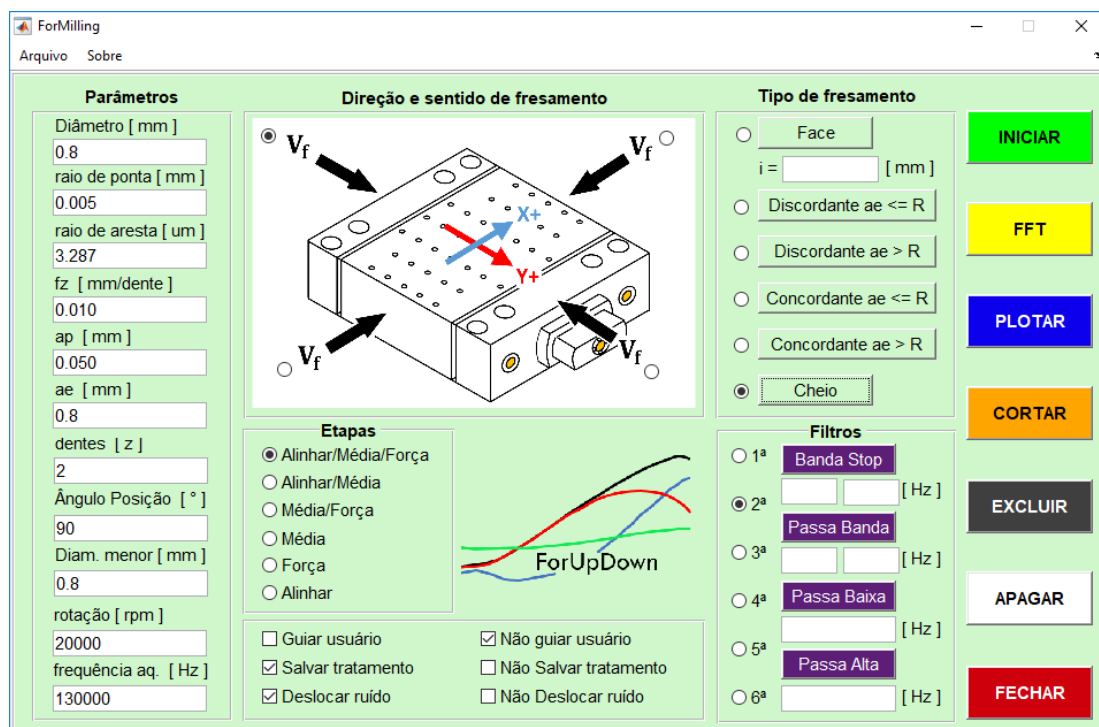 ForMilling
Arquivo Sobre
Parâmetros
Diâmetro [ mm ]
0.8
raio de ponta [ mm ]
0.005
raio de aresta [ um ]
3.287
fz [ mm/dente ]
0.010
ap [ mm ]
0.050
ae [ mm ]
0.8
dentes [ z ]
2
Ângulo Posição [ ° ]
90
Diam. menor [ mm ]
0.8
rotação [ rpm ]
20000
frequência aq. [ Hz ]
130000
Direção e sentido de fresamento
Vf
Vf
X+
Y+
Vf
Vf
Etapas
Alinhar/Média/Força
Alinhar/Média
Média/Força
Média
Força
Alinhar
ForUpDown
Guiar usuário
Não guiar usuário
Salvar tratamento
Não Salvar tratamento
Deslocar ruído
Não Deslocar ruído
Tipo de fresamento
Face
i = [ mm ]
Discordante ae <= R
Discordante ae > R
Concordante ae <= R
Concordante ae > R
Cheio
Filtros
1ª
Banda Stop
[ Hz ]
2ª
Passa Banda
3ª
[ Hz ]
4ª
Passa Baixa
[ Hz ]
5ª
Passa Alta
6ª
[ Hz ]
INICIAR
FFT
PLOTAR
CORTAR
EXCLUIR
APAGAR
FECHAR